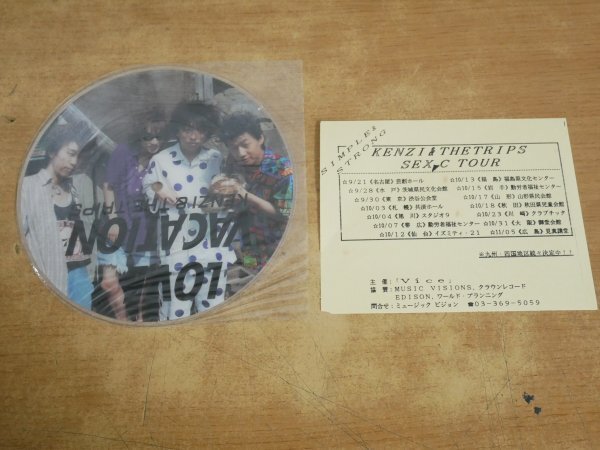 KENZI & THE TRIPS
LOVE VACATION
SIMPLE &
STRONG
KENZI & THE TRIPS
SEX, C TOUR
☆9/21《名古屋》芸創ホール
☆9/28《水 戸》茨城県民文化会館
☆9/30《東 京》渋谷公会堂
☆10/03《札 幌》共済ホール
☆10/04《旭 川》スタジオ9
☆10/07《帯 広》勤労者福祉センター
☆10/12《仙 台》イズミティ・21
☆10/13《福 島》福島県文化センター
☆10/15《岩 手》勤労者福祉センター
☆10/17《山 形》山形県民会館
☆10/18《秋 田》秋田県児童会館
☆10/23《川 崎》クラブチッタ
☆10/31《大 阪》御堂会館
☆11/05《広 島》見真講堂
※九州・四国地区続々決定中!!
主 催:「Vice」
協 賛:MUSIC VISIONS, クラウンレコード
EDISON, ワールド・プランニング
問合せ:ミュージック ビジョン ☎03-369-5059